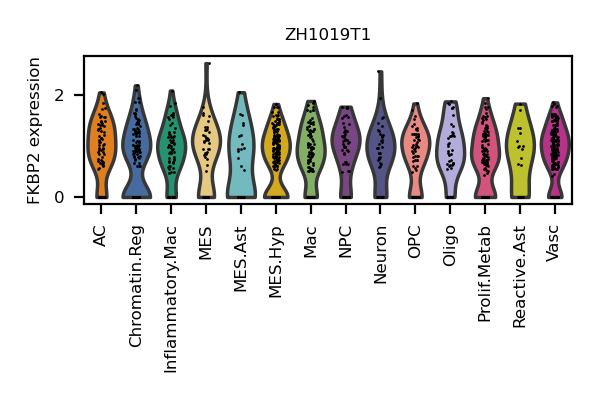 ZH1019T1
FKBP2 expression
2
0
AC
Chromatin.Reg
Inflammatory.Mac
MES
MES.Ast
MES.Hyp
Mac
NPC
Neuron
OPC
Oligo
Prolif.Metab
Reactive.Ast
Vasc